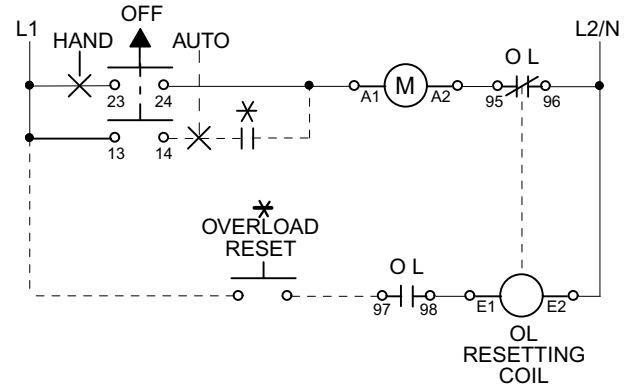 OFF
L1
L2/N
HAND
AUTO
O L
23
24
A1
M
A2
95
96
13
14
OVERLOAD
RESET
O L
97
98
E1
E2
OL
RESETTING
COIL